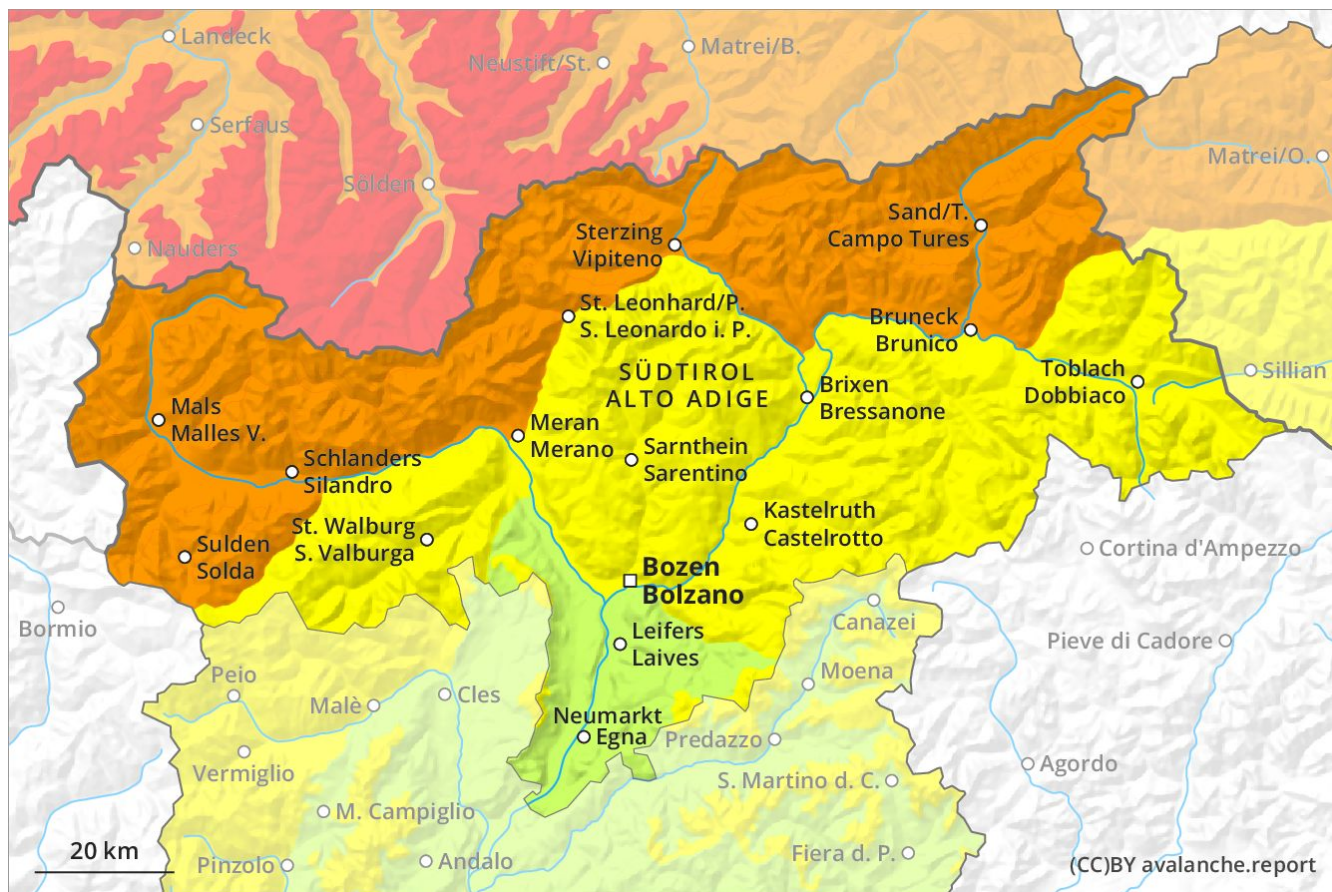 Landeck
Matrei/B.
Neustift/St.
Serfaus
Matrei/O.
Sölden
Sand/T.
Campo Tures
Sterzing
Vipiteno
Nauders
St. Leonhard/P.
S. Leonardo i. P.
Bruneck
Brunico
SÜDTIROL
ALTO ADIGE
Toblach
Dobbiaco
Sillian
Brixen
Bressanone
Mals
Malles V.
Meran
Merano
Sarnthein
Sarentino
Schlanders
Silandro
St. Walburg
S. Valburga
Kastelruth
Castelrotto
Sulden
Solda
Cortina d'Ampezzo
Bozen
Bolzano
Bormio
Canazei
Leifers
Laives
Pieve di Cadore
Peio
Moena
Malè
Cles
Neumarkt
Egna
Predazzo
Vermiglio
Agordo
S. Martino d. C.
M. Campiglio
20 km
Pinzolo
Andalo
Fiera d. P.
(CC)BY avalanche.report